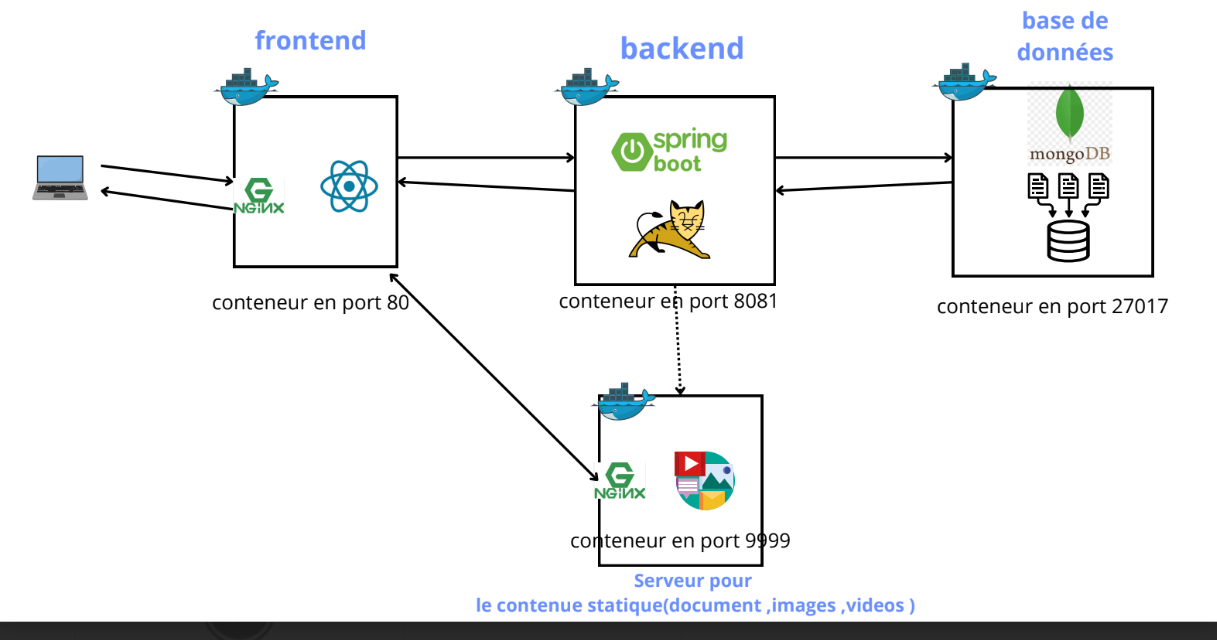 frontend
backend
base de
données
spring
boot
mongoDB
NGiNX
conteneur en port 80
conteneur en port 8081
conteneur en port 27017
NGiNX
conteneur en port 9999
Serveur pour
le contenue statique(document ,images ,videos )